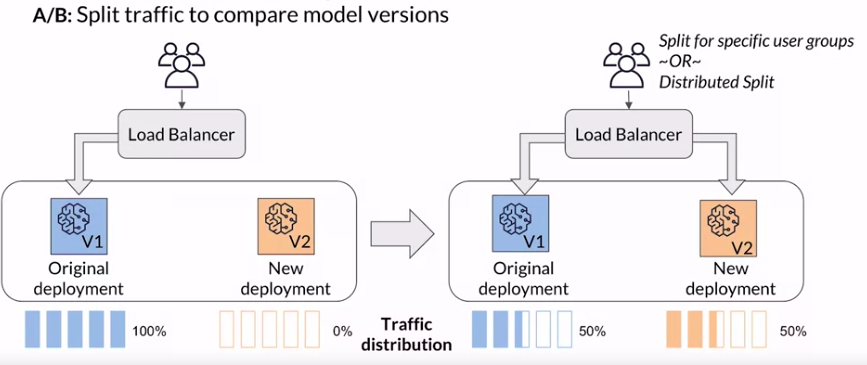 A/B: Split traffic to compare model versions
Split for specific user groups
~OR~
Distributed Split
Load Balancer
Load Balancer
V1
V2
V1
V2
Original
deployment
New
deployment
Original
deployment
New
deployment
100%
0%
Traffic
distribution
50%
50%